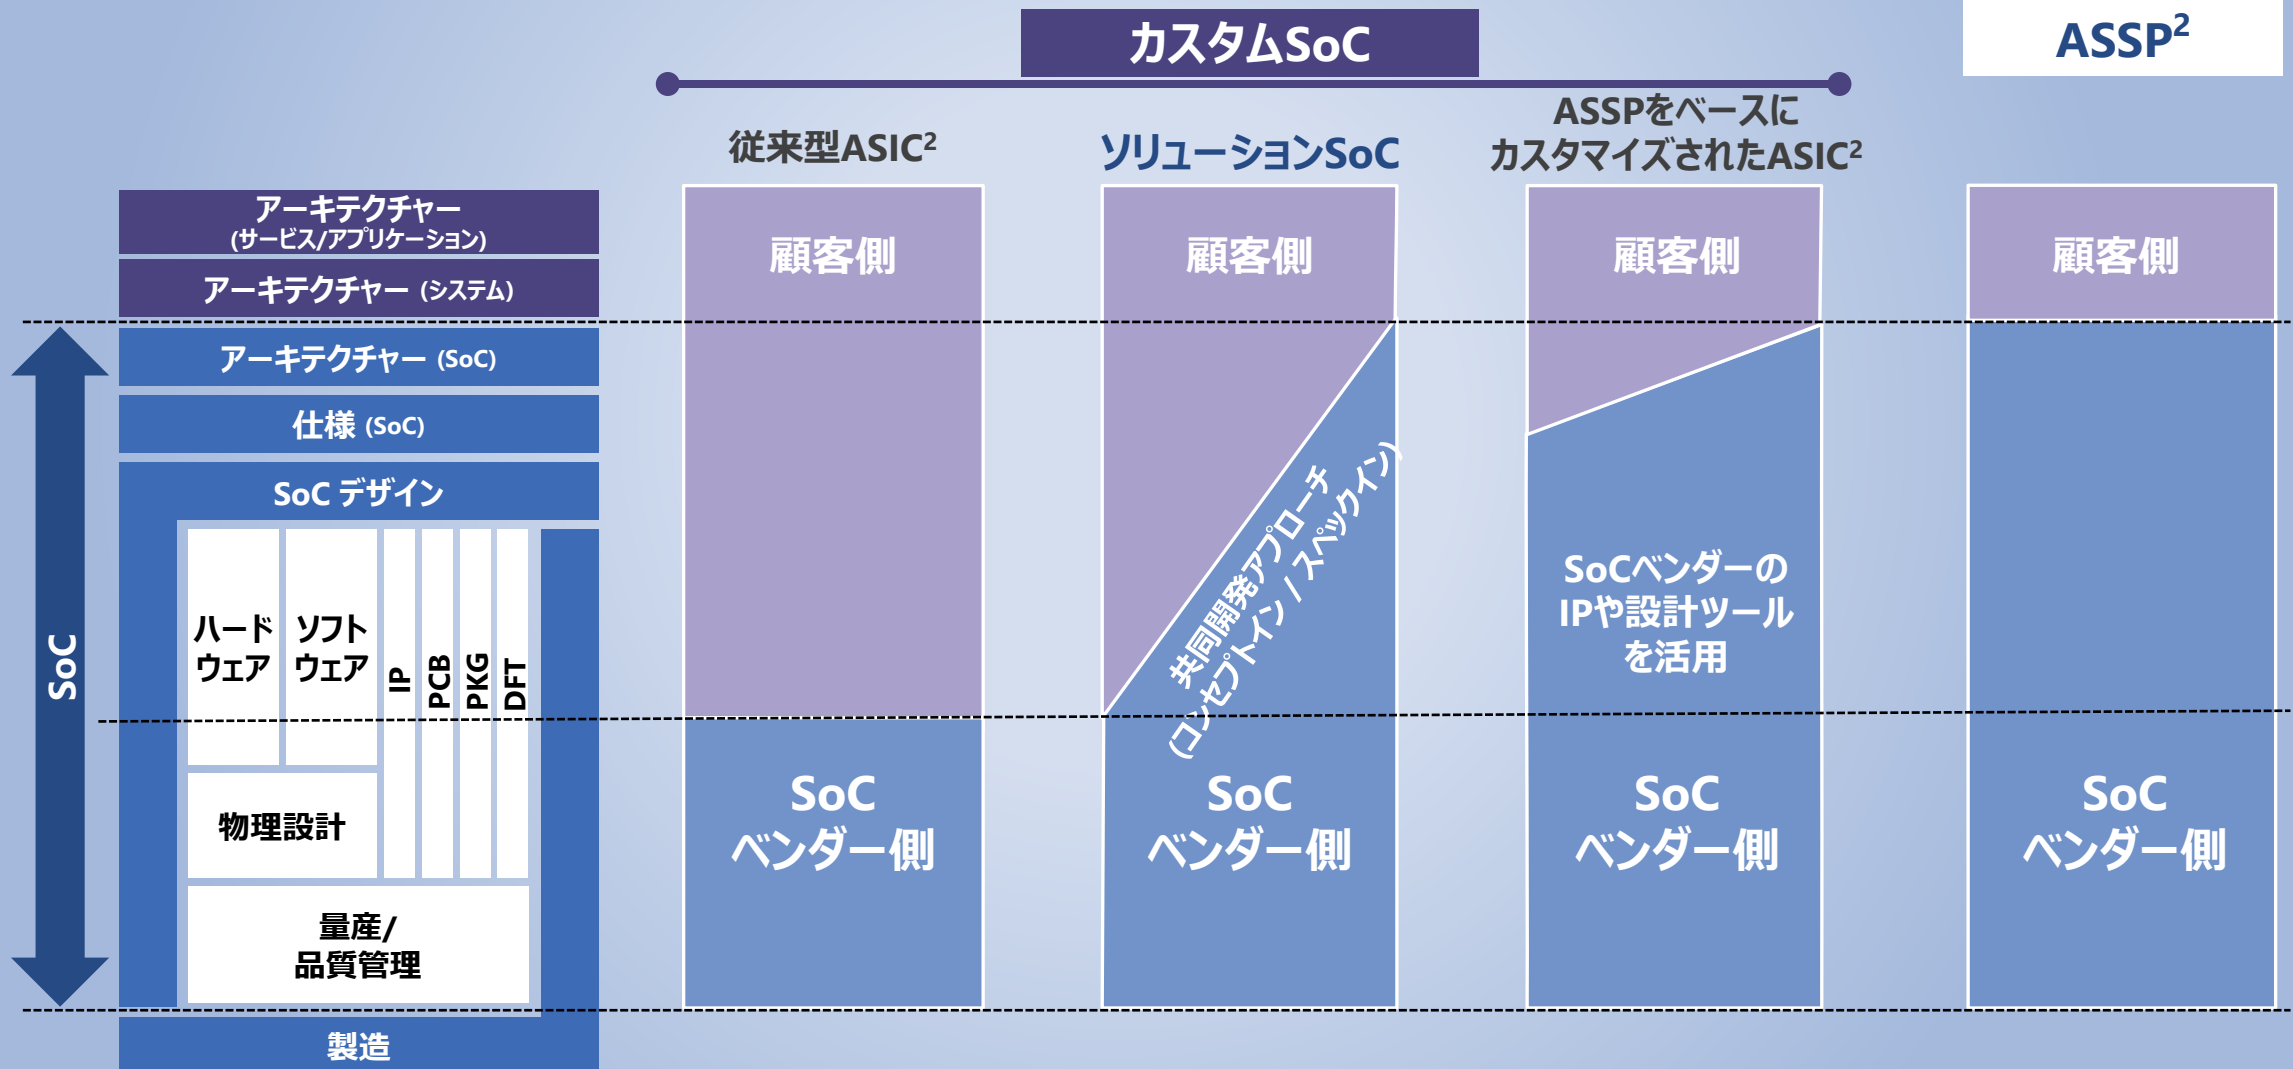 カスタムSoC
ASSP2
従来型ASIC2
ソリューションSoC
ASSPをベースに
カスタマイズされたASIC2
アーキテクチャー
(サービス/アプリケーション)
アーキテクチャー (システム)
アーキテクチャー (SoC)
仕様 (SoC)
SoC デザイン
ハード
ウェア
ソフト
ウェア
IP
PCB
PKG
DFT
物理設計
量産/
品質管理
製造
SoC
顧客側
SoC
ベンダー側
顧客側
共同開発アプローチ
(コンセプトイン / スペックイン)
SoC
ベンダー側
顧客側
SoCベンダーの
IPや設計ツール
を活用
SoC
ベンダー側
顧客側
SoC
ベンダー側